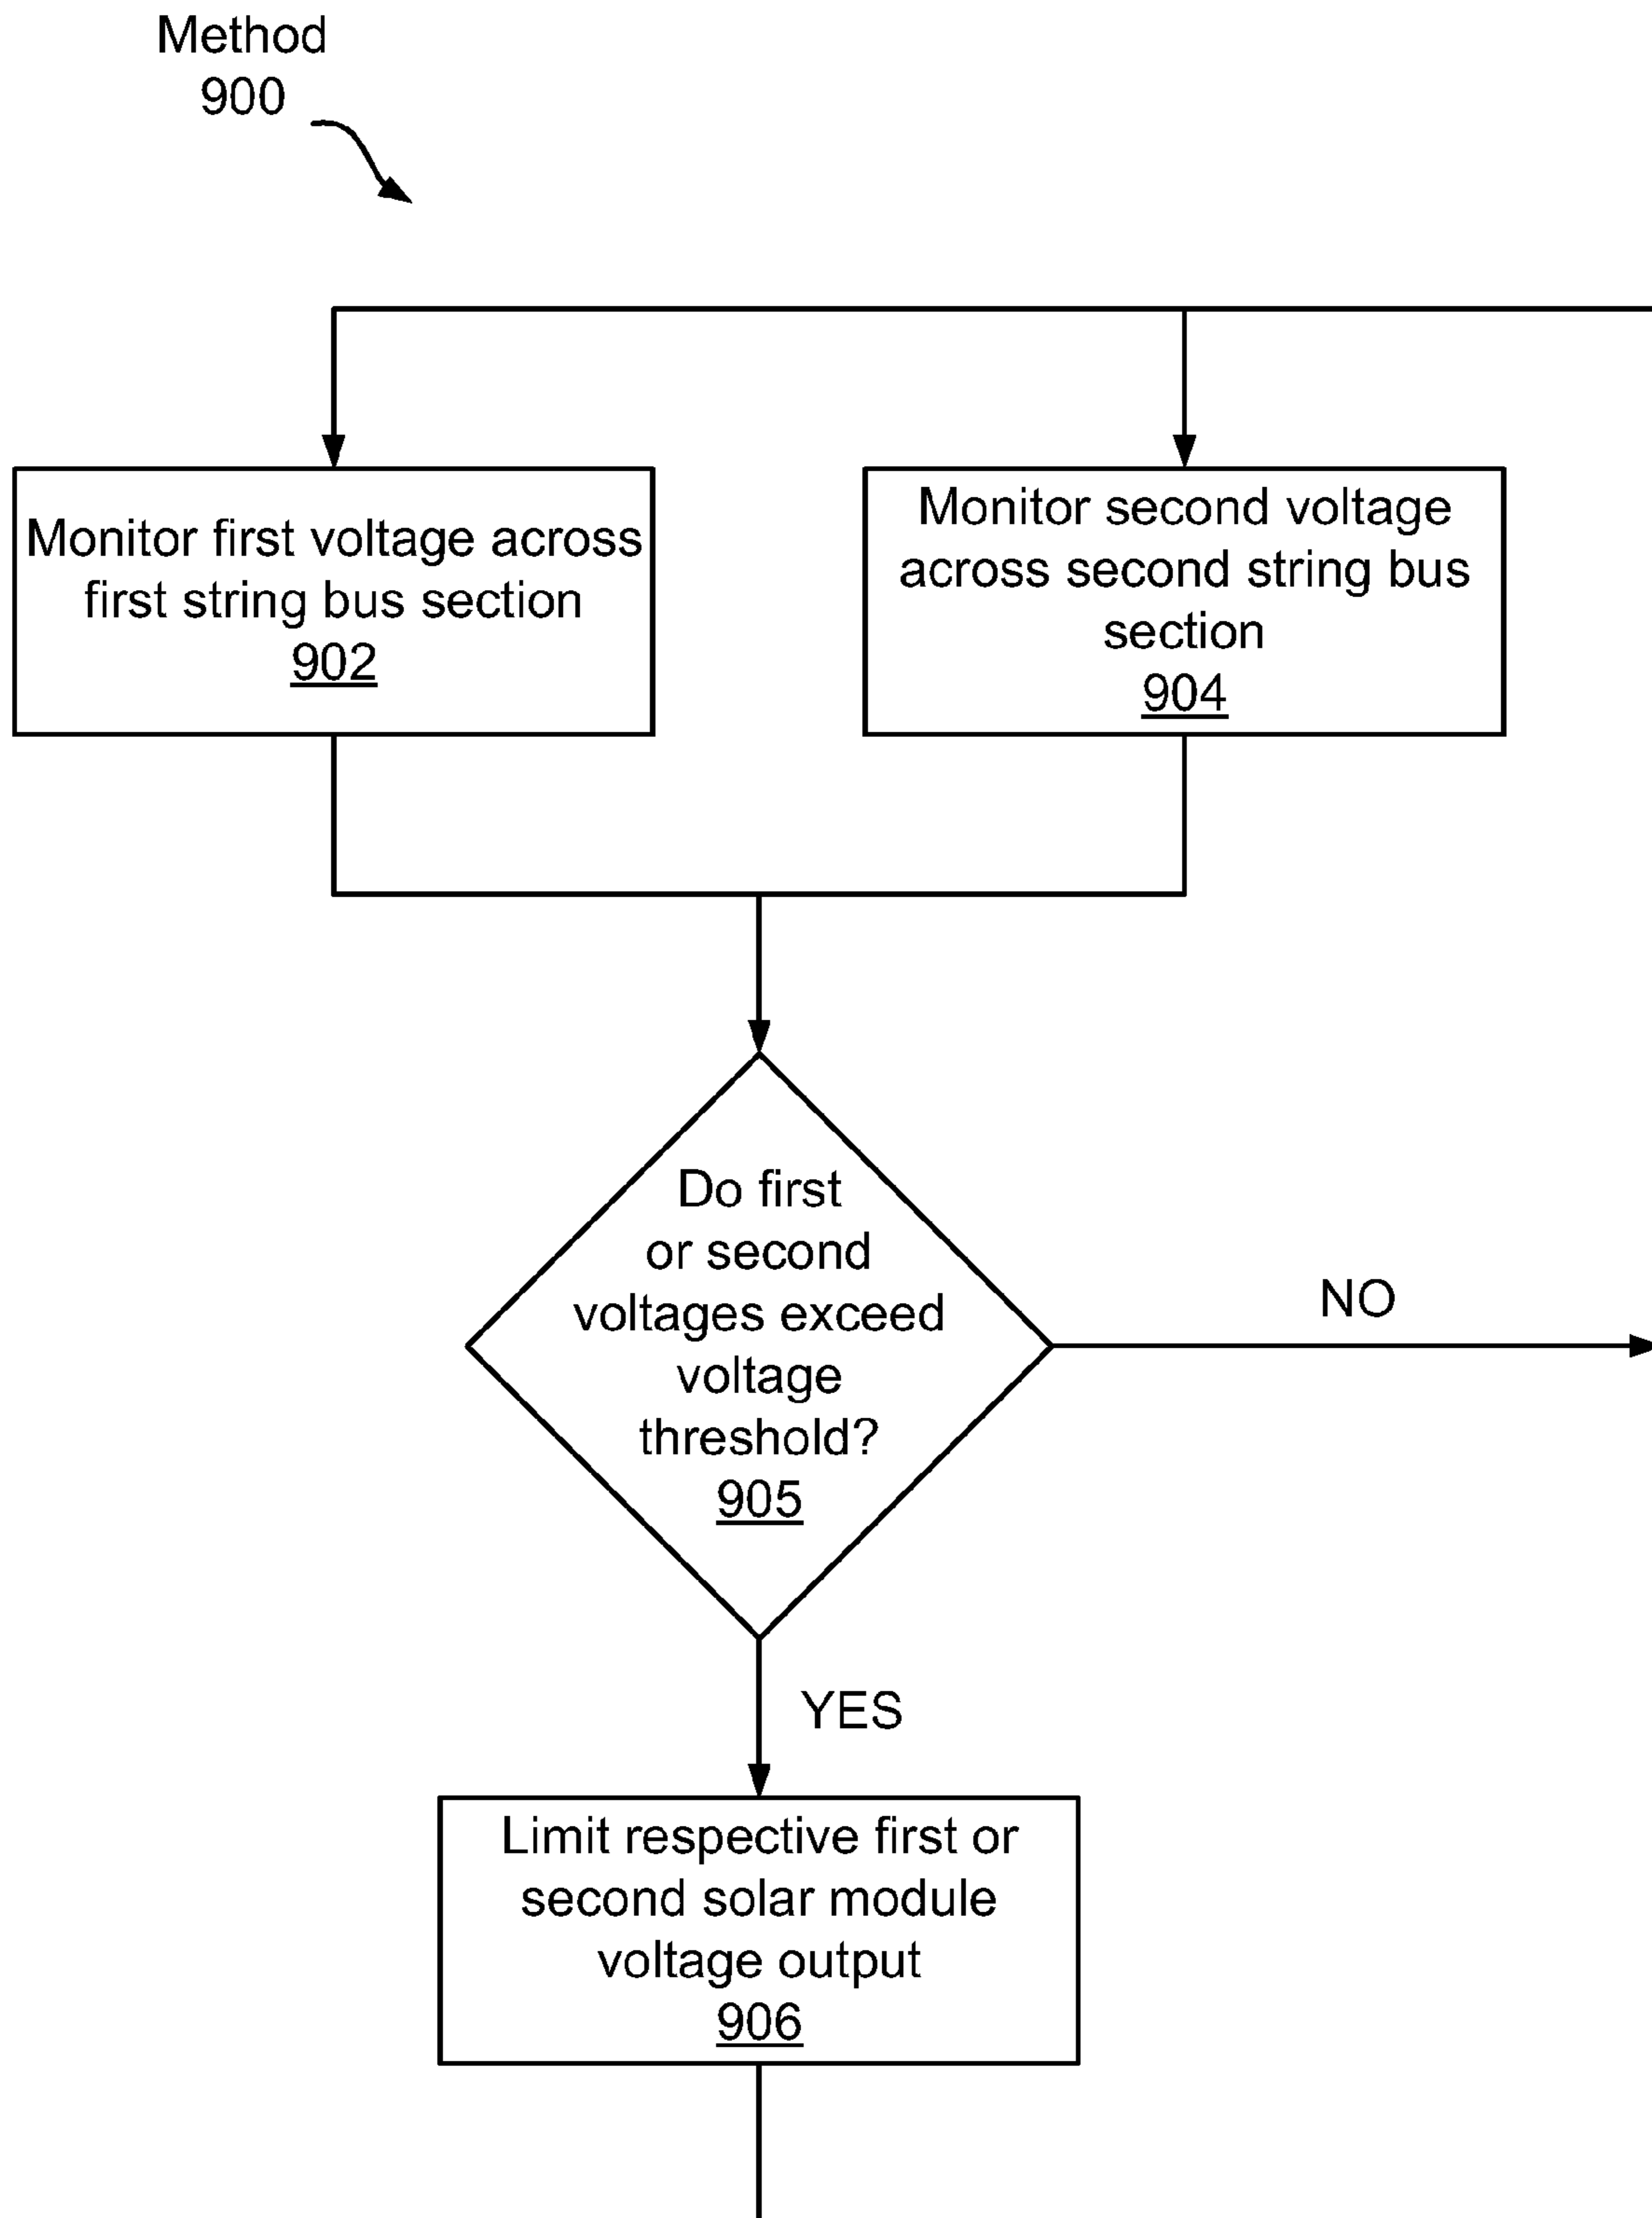 Method
900
Monitor first voltage across
first string bus section
902
Monitor second voltage
across second string bus
section
904
Do first
or second
voltages exceed
voltage
threshold?
905
NO
YES
Limit respective first or
second solar module
voltage output
906